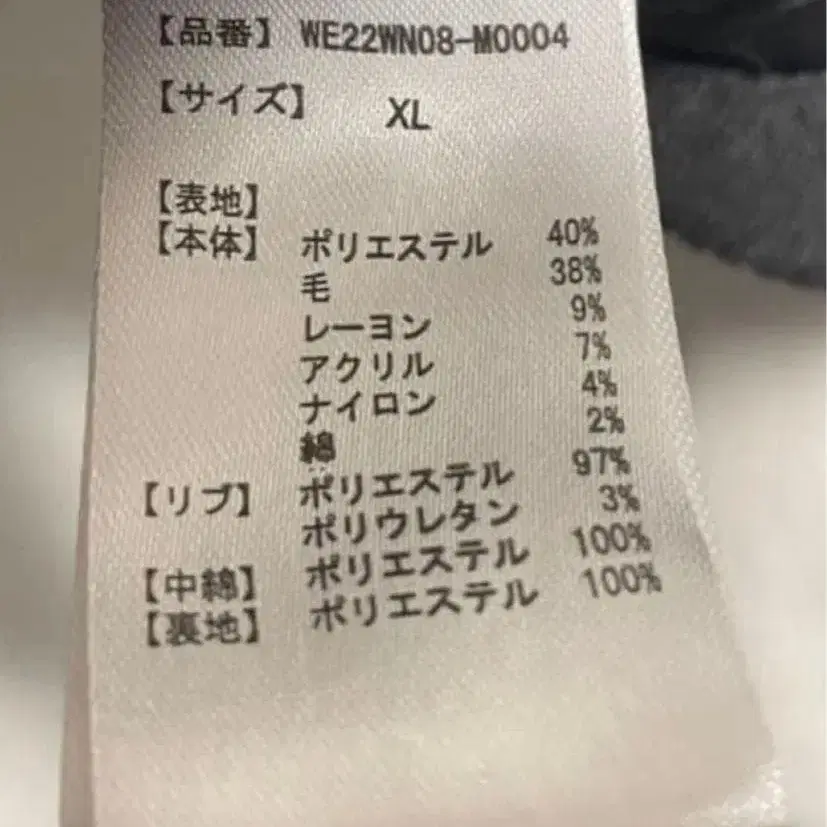 【品番】 WE22WN08-M0004
【サイズ】 XL
【表地】
【本体】 ポリエステル 40%
毛 38%
レーヨン 9%
アクリル 7%
ナイロン 4%
綿 2%
【リブ】 ポリエステル 97%
ポリウレタン 3%
【中綿】 ポリエステル 100%
【裏地】 ポリエステル 100%